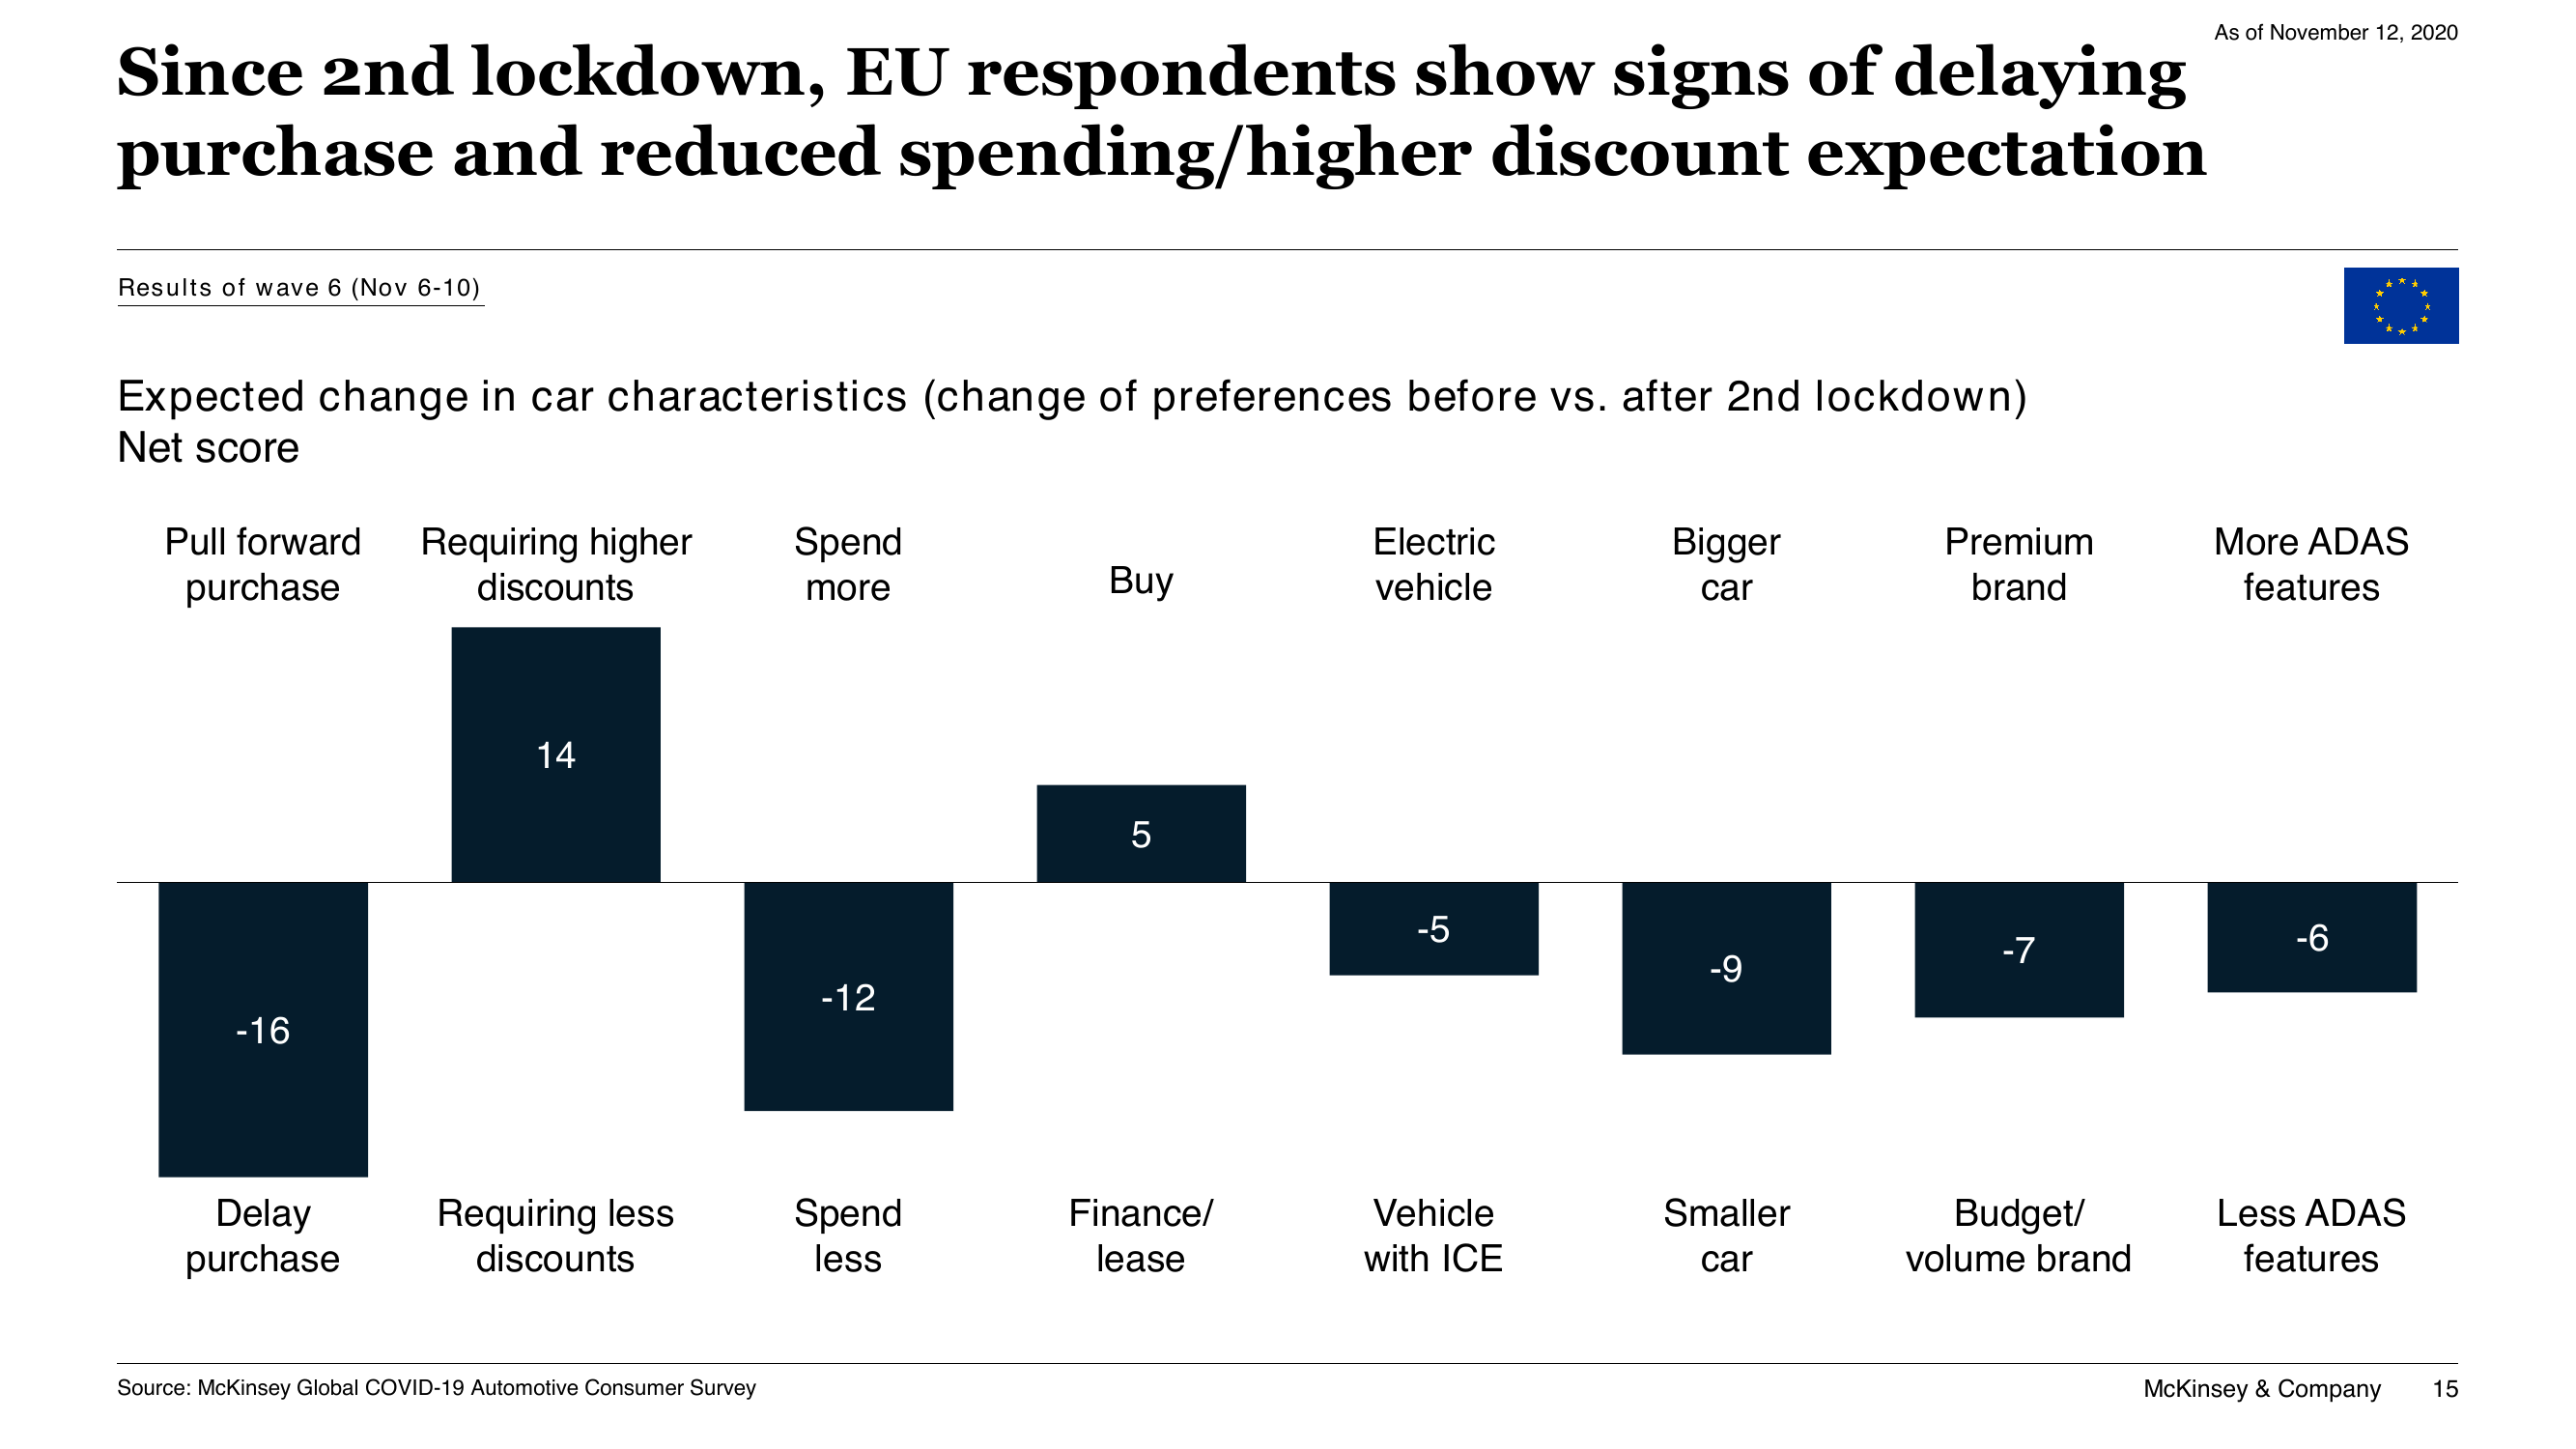 As of November 12, 2020
Since 2nd lockdown, EU respondents show signs of delaying
purchase and reduced spending/higher discount expectation
Results of wave 6 (Nov 6-10)
Expected change in car characteristics (change of preferences before vs. after 2nd lockdown)
Net score
Pull forward
purchase
Requiring higher
discounts
Spend
more
Buy
Electric
vehicle
Bigger
car
Premium
brand
More ADAS
features
-16
14
-12
5
-5
-9
-7
-6
Delay
purchase
Requiring less
discounts
Spend
less
Finance/
lease
Vehicle
with ICE
Smaller
car
Budget/
volume brand
Less ADAS
features
Source: McKinsey Global COVID-19 Automotive Consumer Survey
McKinsey & Company 15